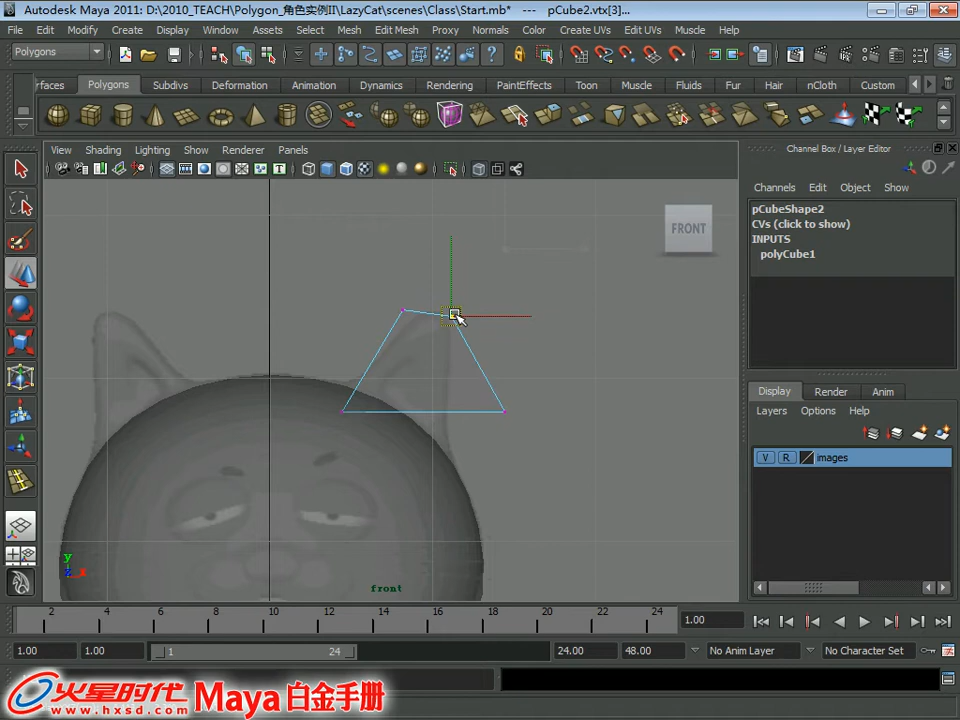 Autodesk Maya 2011: D:\2010_TEACH\Polygon_角色实例II\LazyCat\scenes\Class\Start.mb*   ---   pCube2.vtx[3]...
File Edit Modify Create Display Window Assets Select Mesh Edit Mesh Proxy Normals Color Create UVs Edit UVs Muscle Help
Polygons
rfaces Polygons Subdivs Deformation Animation Dynamics Rendering PaintEffects Toon Muscle Fluids Fur Hair nCloth Custom
View Shading Lighting Show Renderer Panels
Channel Box / Layer Editor
Channels Edit Object Show
pCubeShape2
CVs (click to show)
INPUTS
polyCube1
FRONT
Display Render Anim
Layers Options Help
V R images
y
z x
front
2 4 6 8 10 12 14 16 18 20 22 24
1.00
1.00 1.00 1 24 24.00 48.00 No Anim Layer No Character Set
火星时代
www.hxsd.com
Maya 白金手册